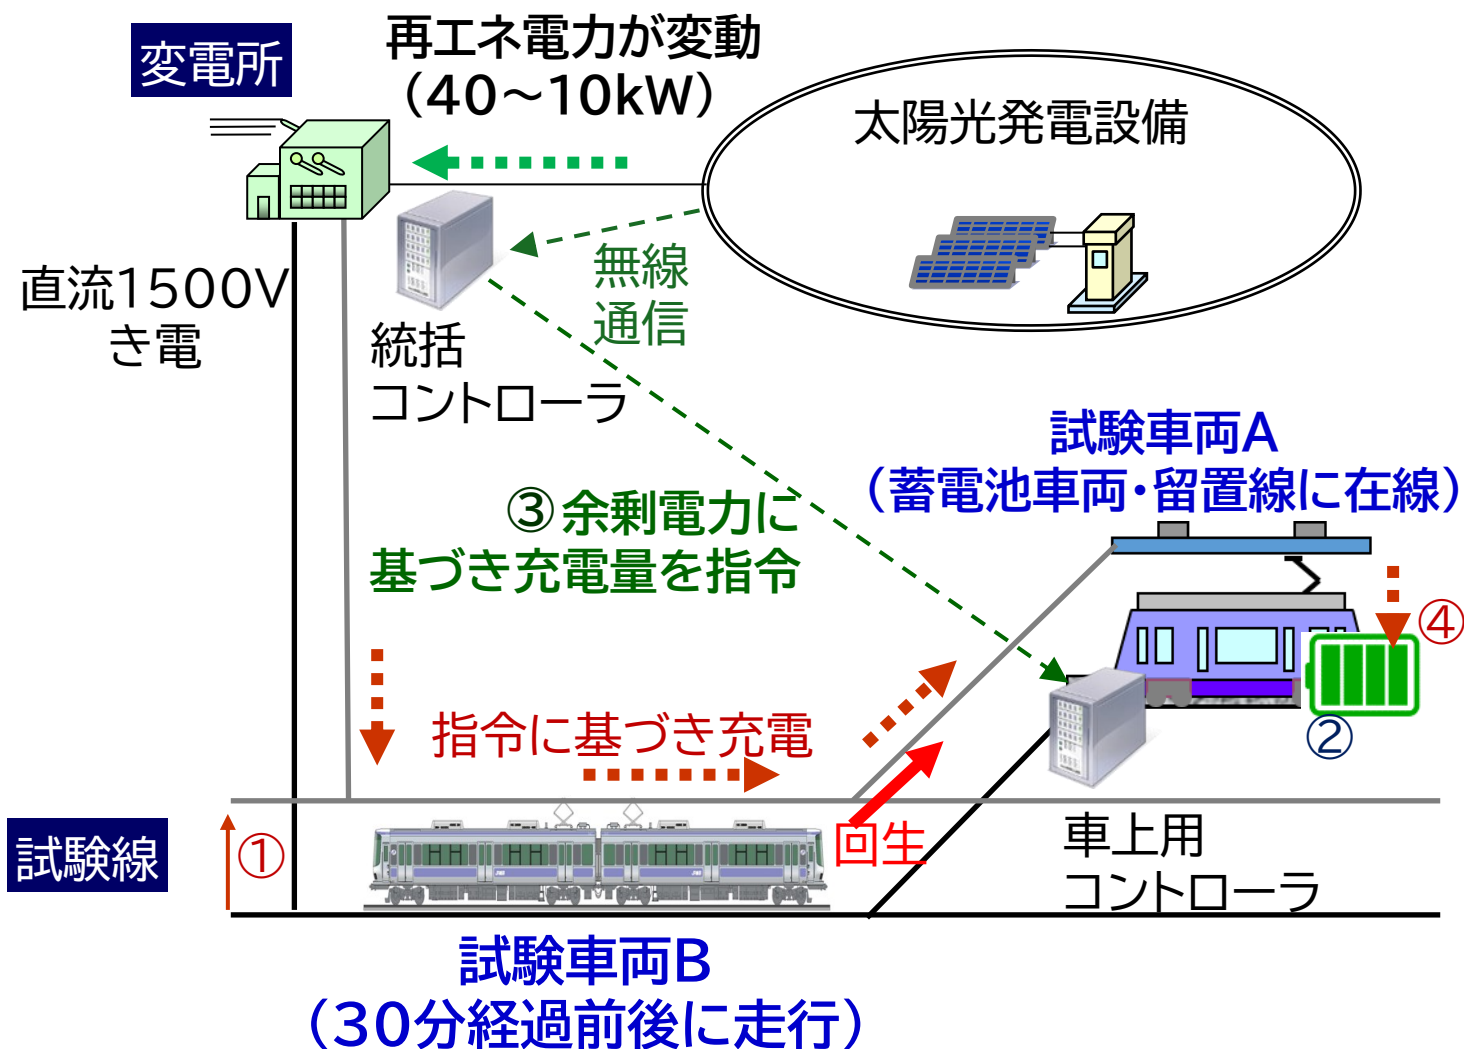 変電所
再エネ電力が変動
（40～10kW）
太陽光発電設備
直流1500V
き電
無線
通信
統括
コントローラ
試験車両A
（蓄電池車両・留置線に在線）
③余剰電力に
基づき充電量を指令
④
②
指令に基づき充電
回生
試験線
①
車上用
コントローラ
試験車両B
（30分経過前後に走行）